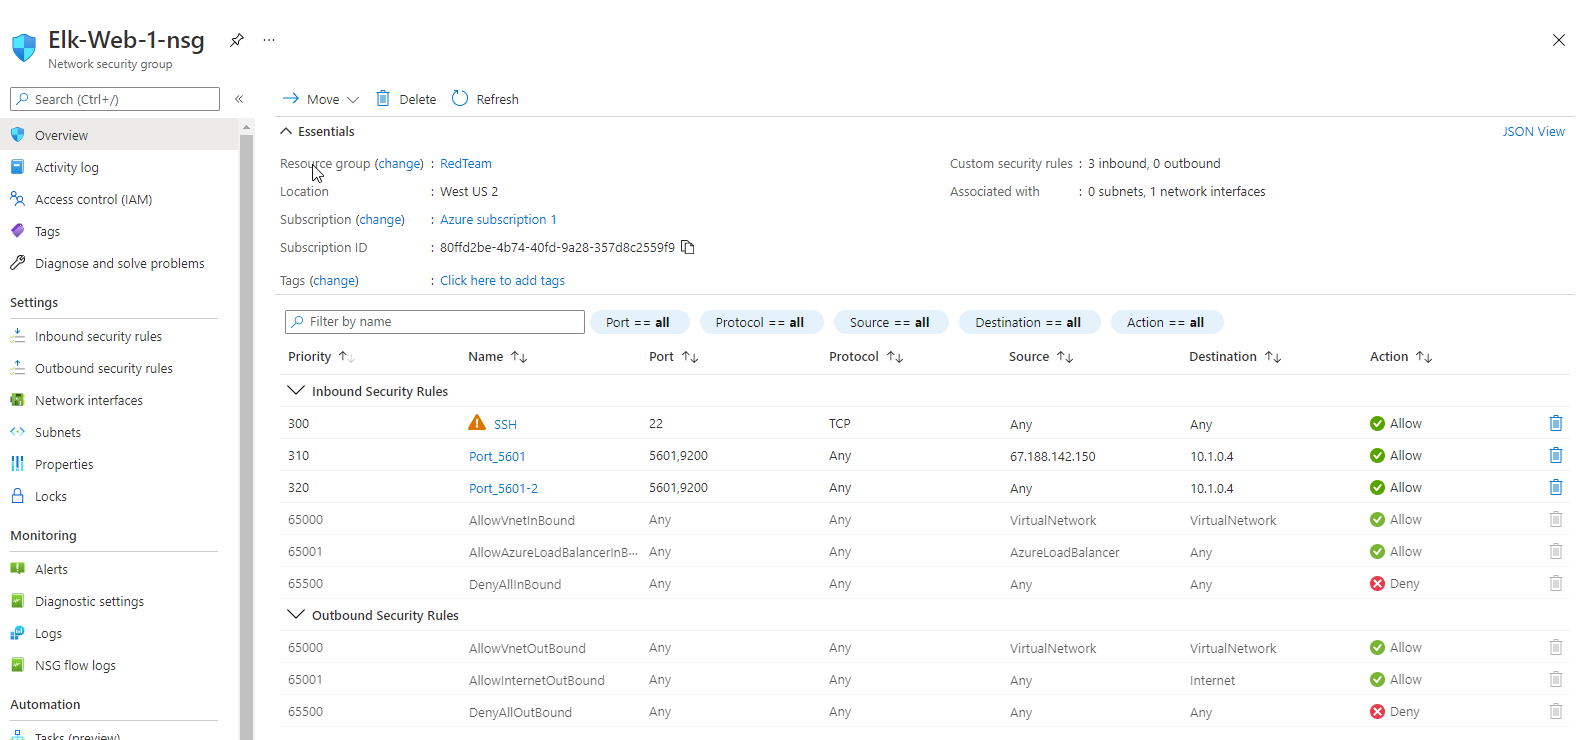 Elk-Web-1-nsg
Network security group
Search (Ctrl+/)
Overview
Activity log
Access control (IAM)
Tags
Diagnose and solve problems
Settings
Inbound security rules
Outbound security rules
Network interfaces
Subnets
Properties
Locks
Monitoring
Alerts
Diagnostic settings
Logs
NSG flow logs
Automation
Tasks (preview)
Move Delete Refresh
Essentials JSON View
Resource group (change) : RedTeam
Location : West US 2
Subscription (change) : Azure subscription 1
Subscription ID : 80ffd2be-4b74-40fd-9a28-357d8c2559f9
Tags (change) : Click here to add tags
Custom security rules : 3 inbound, 0 outbound
Associated with : 0 subnets, 1 network interfaces
Filter by name Port == all Protocol == all Source == all Destination == all Action == all
Priority Name Port Protocol Source Destination Action
Inbound Security Rules
300 SSH 22 TCP Any Any Allow
310 Port_5601 5601,9200 Any 67.188.142.150 10.1.0.4 Allow
320 Port_5601-2 5601,9200 Any Any 10.1.0.4 Allow
65000 AllowVnetInBound Any Any VirtualNetwork VirtualNetwork Allow
65001 AllowAzureLoadBalancerInB... Any Any AzureLoadBalancer Any Allow
65500 DenyAllInBound Any Any Any Any Deny
Outbound Security Rules
65000 AllowVnetOutBound Any Any VirtualNetwork VirtualNetwork Allow
65001 AllowInternetOutBound Any Any Any Internet Allow
65500 DenyAllOutBound Any Any Any Any Deny